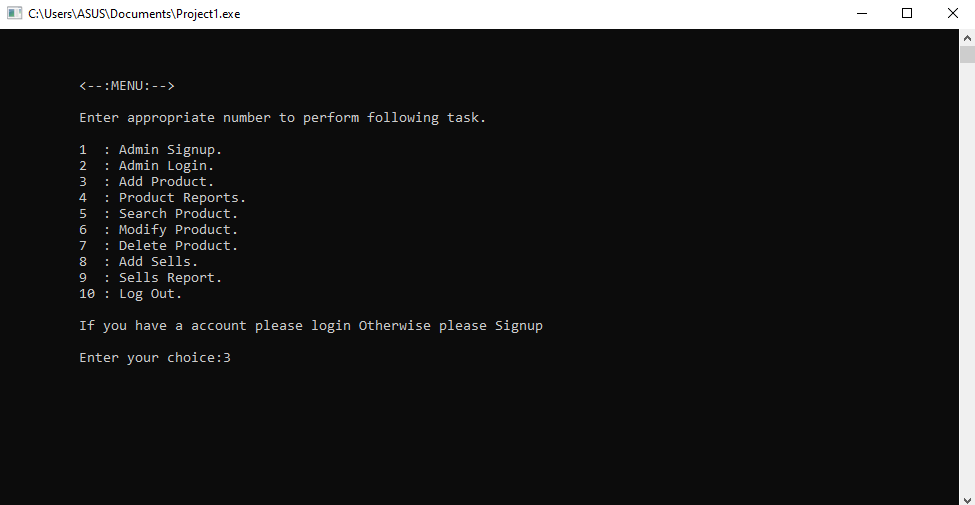 C:\Users\ASUS\Documents\Project1.exe
<--:MENU:-->
Enter appropriate number to perform following task.
1  : Admin Signup.
2  : Admin Login.
3  : Add Product.
4  : Product Reports.
5  : Search Product.
6  : Modify Product.
7  : Delete Product.
8  : Add Sells.
9  : Sells Report.
10 : Log Out.
If you have a account please login Otherwise please Signup
Enter your choice:3